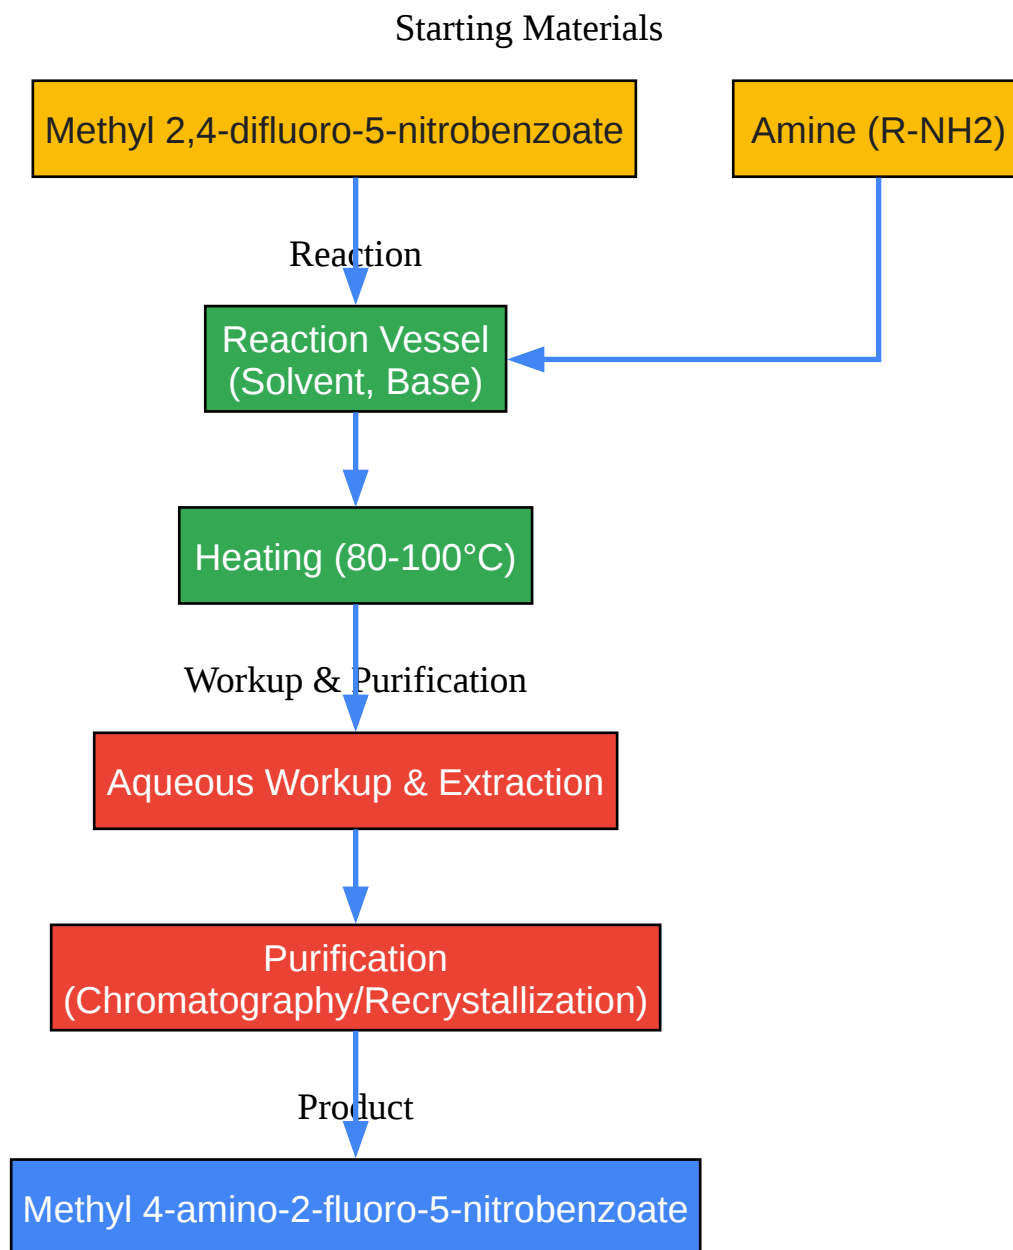 Starting Materials
Methyl 2,4-difluoro-5-nitrobenzoate
Amine (R-NH2)
Reaction
Reaction Vessel
(Solvent, Base)
Heating (80-100°C)
Workup & Purification
Aqueous Workup & Extraction
Purification
(Chromatography/Recrystallization)
Product
Methyl 4-amino-2-fluoro-5-nitrobenzoate